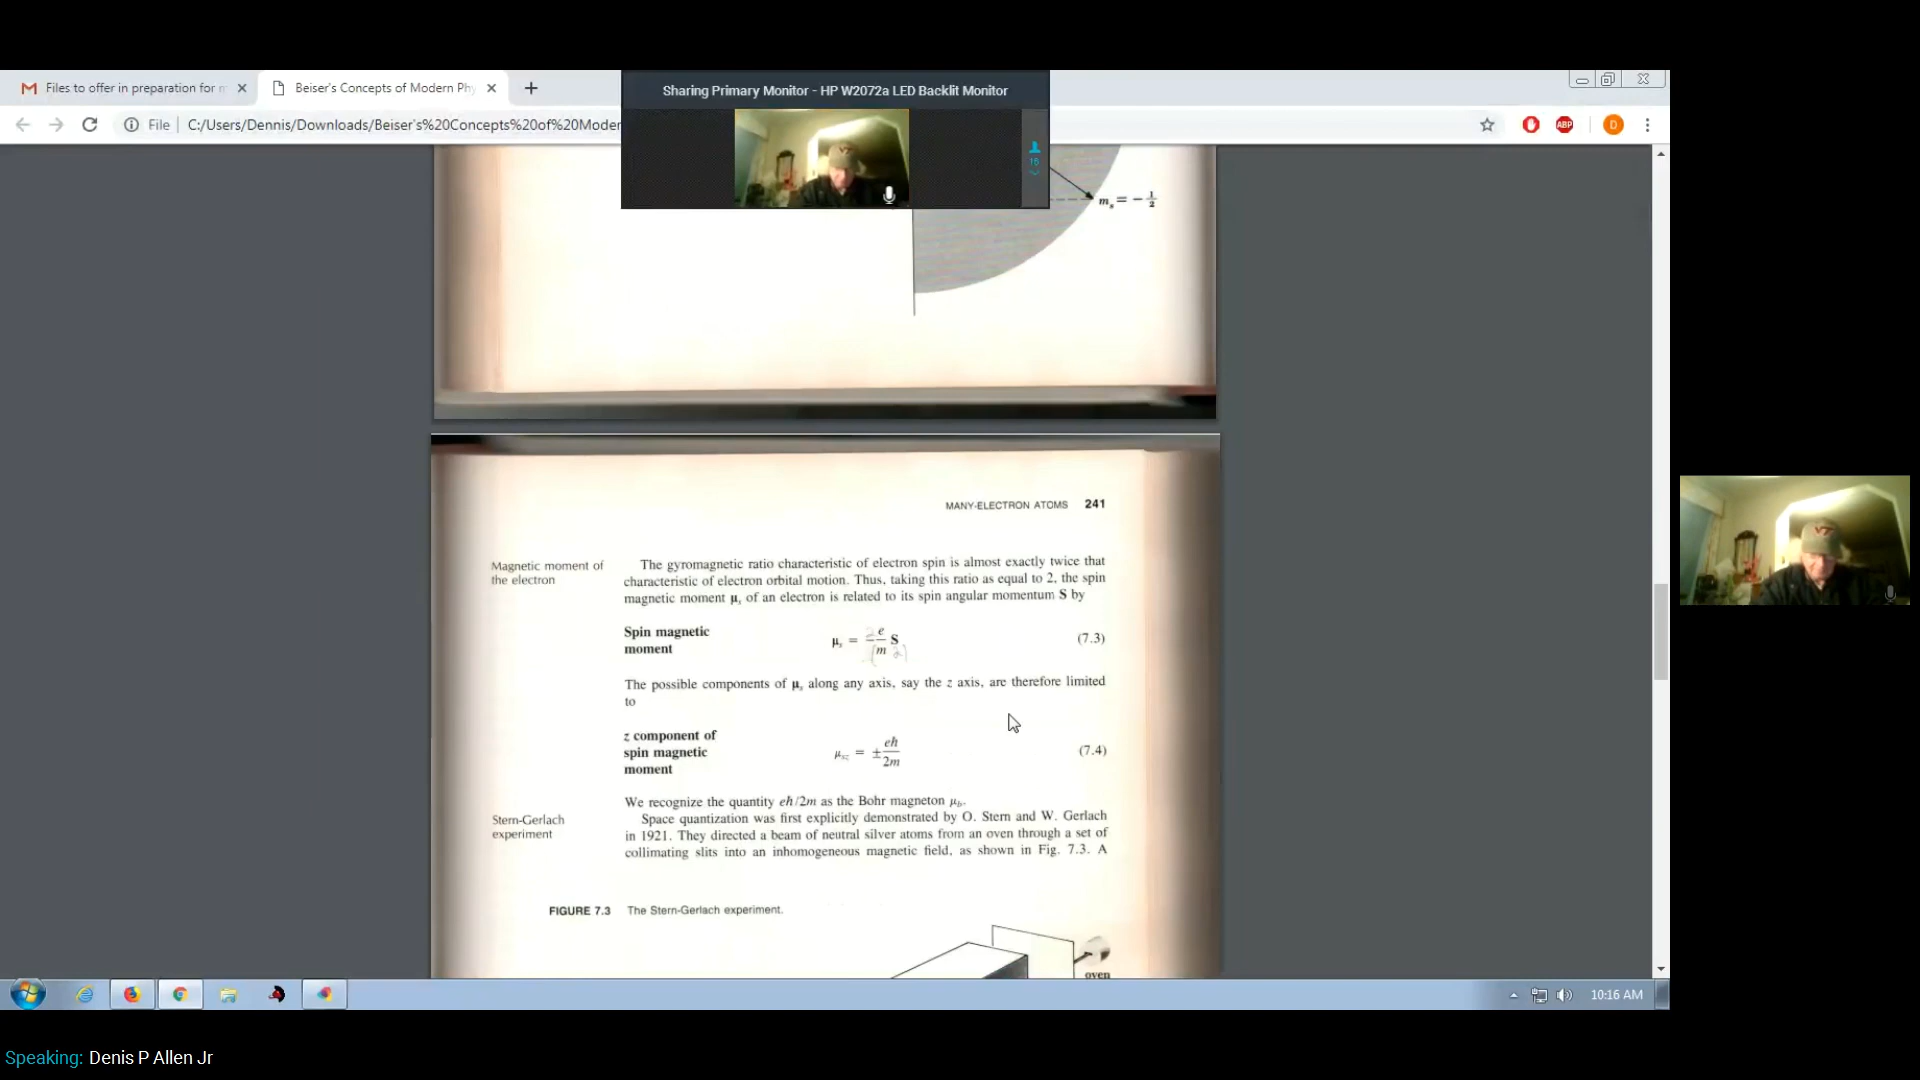 Sharing Primary Monitor - HP W2072a LED Backlit Monitor
Files to offer in preparation for
Beiser's Concepts of Modern Phy
File
C:/Users/Dennis/Downloads/Beiser's%20Concepts%20of%20Moder
ABP
D
16
mₛ = − 1/2
MANY-ELECTRON ATOMS 241
Magnetic moment of
the electron
The gyromagnetic ratio characteristic of electron spin is almost exactly twice that
characteristic of electron orbital motion. Thus, taking this ratio as equal to 2, the spin
magnetic moment μₛ of an electron is related to its spin angular momentum S by
Spin magnetic
moment
μₛ = − e/m S (7.3)
The possible components of μₛ along any axis, say the z axis, are therefore limited
to
z component of
spin magnetic
moment
μsz = ± eℏ/2m (7.4)
We recognize the quantity eℏ/2m as the Bohr magneton μb.
Stern-Gerlach
experiment
Space quantization was first explicitly demonstrated by O. Stern and W. Gerlach
in 1921. They directed a beam of neutral silver atoms from an oven through a set of
collimating slits into an inhomogeneous magnetic field, as shown in Fig. 7.3. A
FIGURE 7.3 The Stern-Gerlach experiment.
oven
10:16 AM
Speaking: Denis P Allen Jr